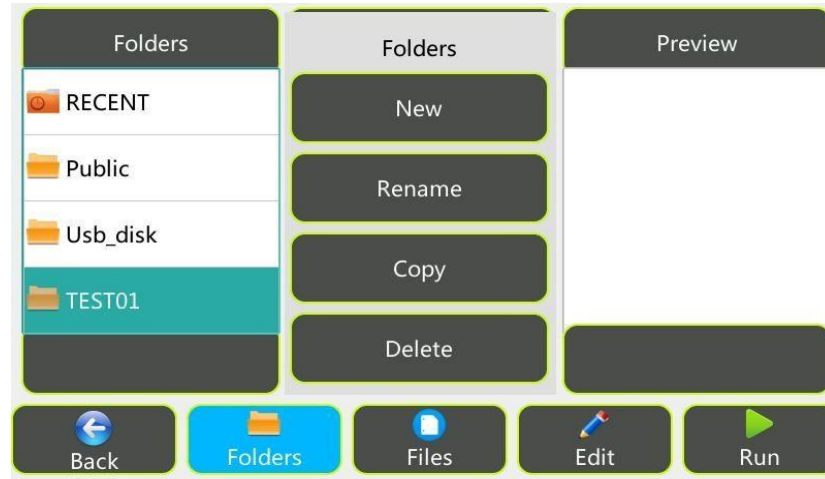 Folders
RECENT
Public
Usb_disk
TEST01
Folders
New
Rename
Copy
Delete
Preview
Back
Folders
Files
Edit
Run